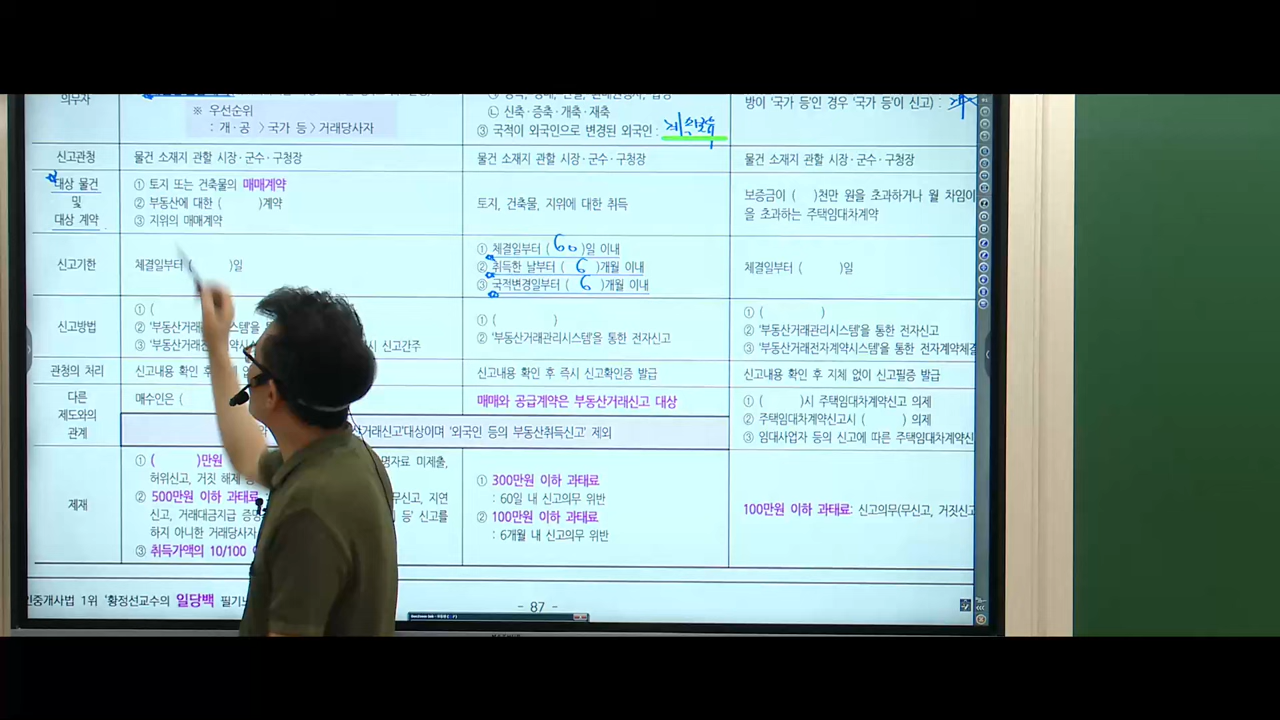 의무자
※ 우선순위
: 개·공 〉국가 등〉거래당사자
㉡ 신축·증축·개축·재축
③ 국적이 외국인으로 변경된 외국인 : 계속보유
방이 '국가 등'인 경우 '국가 등'이 신고) :
신고관청
물건 소재지 관할 시장·군수·구청장
물건 소재지 관할 시장·군수·구청장
물건 소재지 관할 시장·군수·구청장
대상 물건
및
대상 계약
① 토지 또는 건축물의 매매계약
② 부동산에 대한 ( )계약
③ 지위의 매매계약
토지, 건축물, 지위에 대한 취득
보증금이 ( )천만 원을 초과하거나 월 차임이
을 초과하는 주택임대차계약
신고기한
체결일부터 ( )일
① 체결일부터 ( 60 )일 이내
② 취득한 날부터 ( 6 )개월 이내
③ 국적변경일부터 ( 6 )개월 이내
체결일부터 ( )일
신고방법
① (
② '부동산거래관리시스템'을
③ '부동산거래 시 신고간주
① ( )
② '부동산거래관리시스템'을 통한 전자신고
① ( )
② '부동산거래관리시스템'을 통한 전자신고
③ '부동산거래전자계약시스템'을 통한 전자계약체결
관청의 처리
신고내용 확인 후
신고내용 확인 후 즉시 신고확인증 발급
신고내용 확인 후 지체 없이 신고필증 발급
다른
제도와의
관계
매수인은 (
매매와 공급계약은 부동산거래신고 대상
거래신고'대상이며 '외국인 등의 부동산취득신고' 제외
① ( )시 주택임대차계약신고 의제
② 주택임대차계약신고시 ( ) 의제
③ 임대사업자 등의 신고에 따른 주택임대차계약신
제재
① ( )만원 명자료 미제출,
허위신고, 거짓 해제
② 500만원 이하 과태료 무신고, 지연
신고, 거래대금지급 증명 등' 신고를
하지 아니한 거래당사자
③ 취득가액의 10/100
① 300만원 이하 과태료
: 60일 내 신고의무 위반
② 100만원 이하 과태료
: 6개월 내 신고의무 위반
100만원 이하 과태료: 신고의무(무신고, 거짓신고
인중개사법 1위 '황정선교수의 일당백 필기노
- 87 -